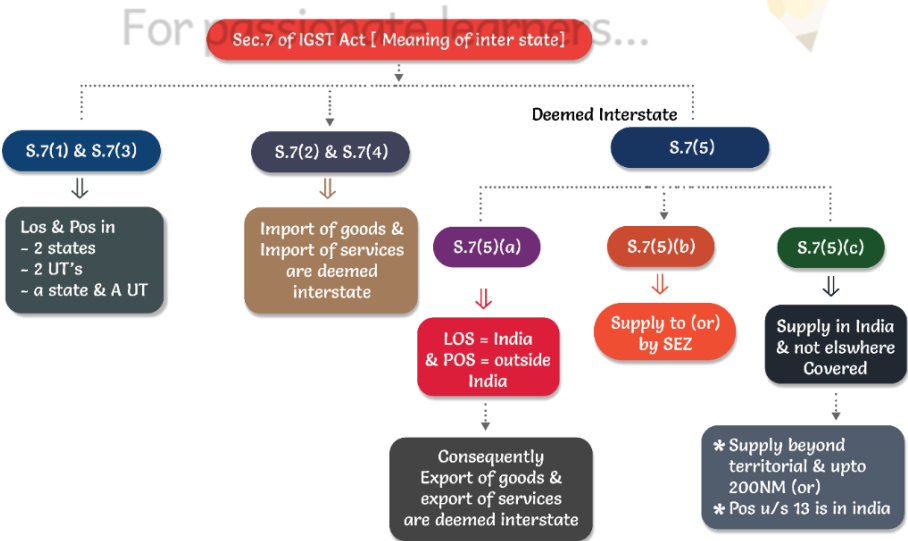 For passionate learners...
Sec.7 of IGST Act [ Meaning of inter state]
Deemed Interstate
S.7(1) & S.7(3)
S.7(2) & S.7(4)
S.7(5)
Los & Pos in
- 2 states
- 2 UT's
- a state & A UT
Import of goods &
Import of services
are deemed
interstate
S.7(5)(a)
S.7(5)(b)
S.7(5)(c)
LOS = India
& POS = outside
India
Supply to (or)
by SEZ
Supply in India
& not elswhere
Covered
Consequently
Export of goods &
export of services
are deemed interstate
* Supply beyond
territorial & upto
200NM (or)
* Pos u/s 13 is in india